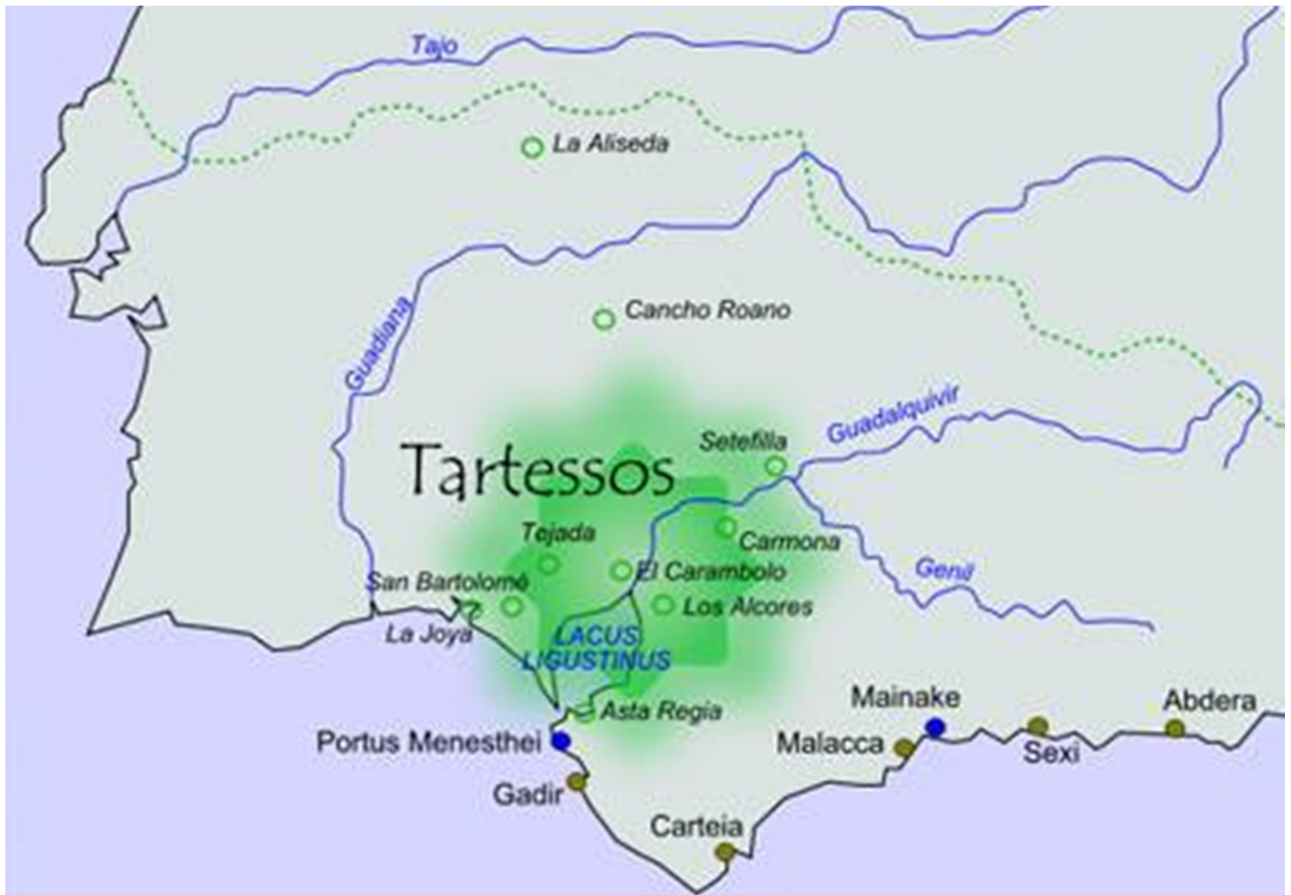 Tajo
La Aliseda
Cancho Roano
Guadiana
Guadalquivir
Setefilla
Tartessos
Tejada
Carmona
El Carambolo
Genil
San Bartolomé
Los Alcores
La Joya
LACUS
LIGUSTINUS
Asta Regia
Mainake
Abdera
Portus Menesthei
Malacca
Sexi
Gadir
Carteia